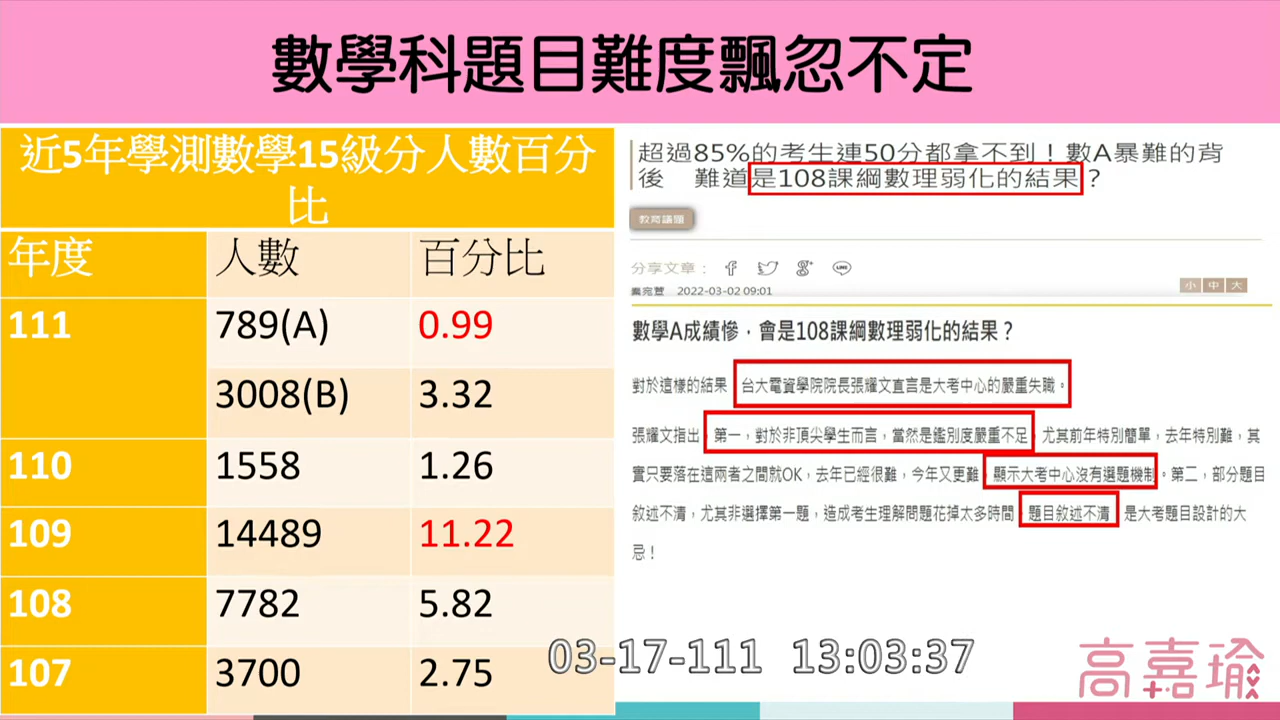 數學科題目難度飄忽不定
近5年學測數學15級分人數百分
比
年度 人數 百分比
111 789(A) 0.99
3008(B) 3.32
110 1558 1.26
109 14489 11.22
108 7782 5.82
107 3700 2.75
超過85%的考生連50分都拿不到！數A暴難的背
後 難道是108課綱數理弱化的結果？
教育議題
分享文章：
LINE
2022-03-02 09:01
小 中 大
數學A成績慘，會是108課綱數理弱化的結果？
對於這樣的結果 台大電資學院院長張耀文直言是大考中心的嚴重失職。
張耀文指出，第一，對於非頂尖學生而言，當然是鑑別度嚴重不足，尤其前年特別簡單，去年特別難，其
實只要落在這兩者之間就OK，去年已經很難，今年又更難，顯示大考中心沒有選題機制。第二，部分題目
敘述不清，尤其非選擇第一題，造成考生理解問題花掉太多時間，題目敘述不清，是大考題目設計的大
忌！
03-17-111 13:03:37
高嘉瑜